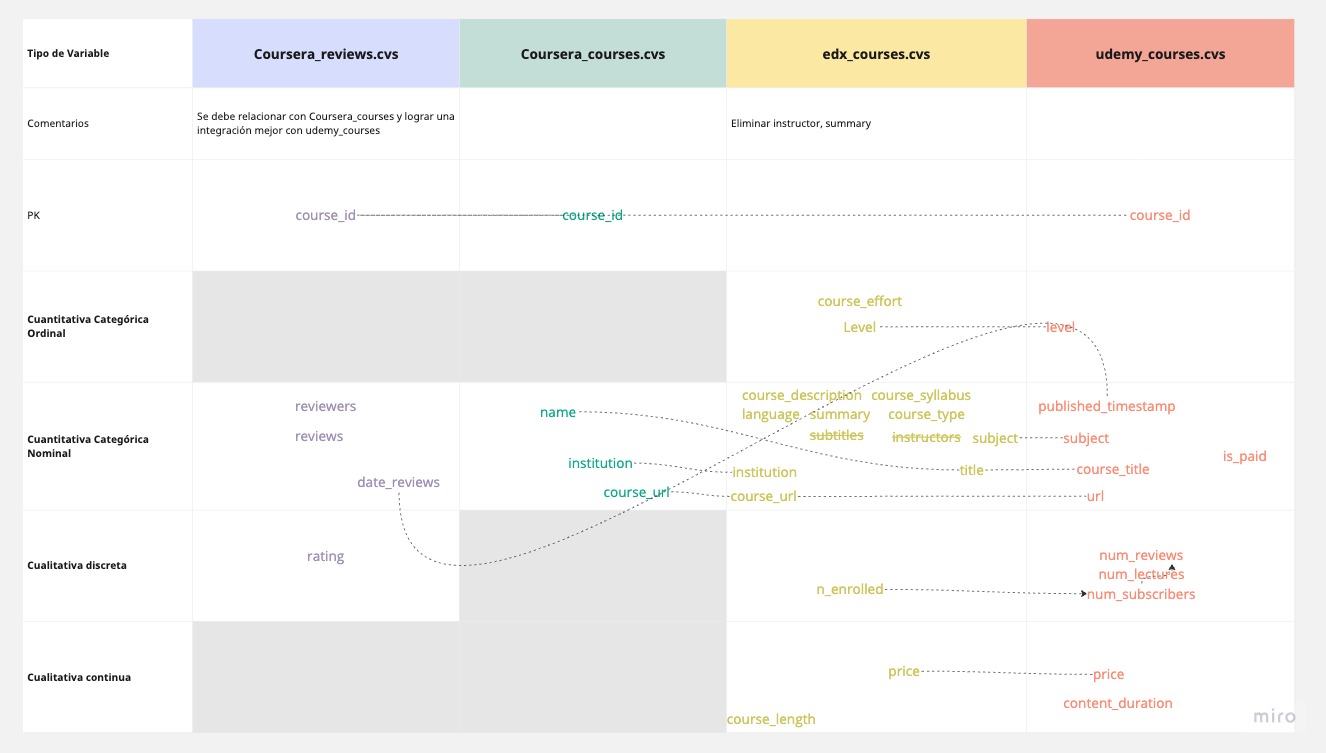 Tipo de Variable
Coursera_reviews.cvs
Coursera_courses.cvs
edx_courses.cvs
udemy_courses.cvs
Comentarios
Se debe relacionar con Coursera_courses y lograr una
integración mejor con udemy_courses
Eliminar instructor, summary
PK
course_id
course_id
course_id
Cuantitativa Categórica
Ordinal
course_effort
Level
level
Cuantitativa Categórica
Nominal
reviewers
reviews
date_reviews
name
institution
course_url
course_description
course_syllabus
language
summary
course_type
subtitles
instructors
subject
institution
title
course_url
published_timestamp
subject
is_paid
course_title
url
Cualitativa discreta
rating
n_enrolled
num_reviews
num_lectures
num_subscribers
Cualitativa continua
price
course_length
price
content_duration
miro